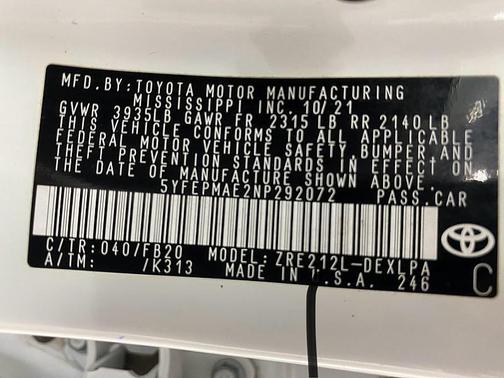 MFD. BY: TOYOTA MOTOR MANUFACTURING
MISSISSIPPI INC. 10/21
GVWR 3935LB GAWR FR 2315 LB RR 2140 LB
THIS VEHICLE CONFORMS TO ALL APPLICABLE
FEDERAL MOTOR VEHICLE SAFETY BUMPER AND
THEFT PREVENTION STANDARDS IN EFFECT ON
THE DATE OF MANUFACTURE SHOWN ABOVE.
5YFEPMAE2NP292072 PASS.CAR
C/TR:040/FB20 MODEL:ZRE212L-DEXLPA
A/TM: /K313 MADE IN U.S.A. 246
C